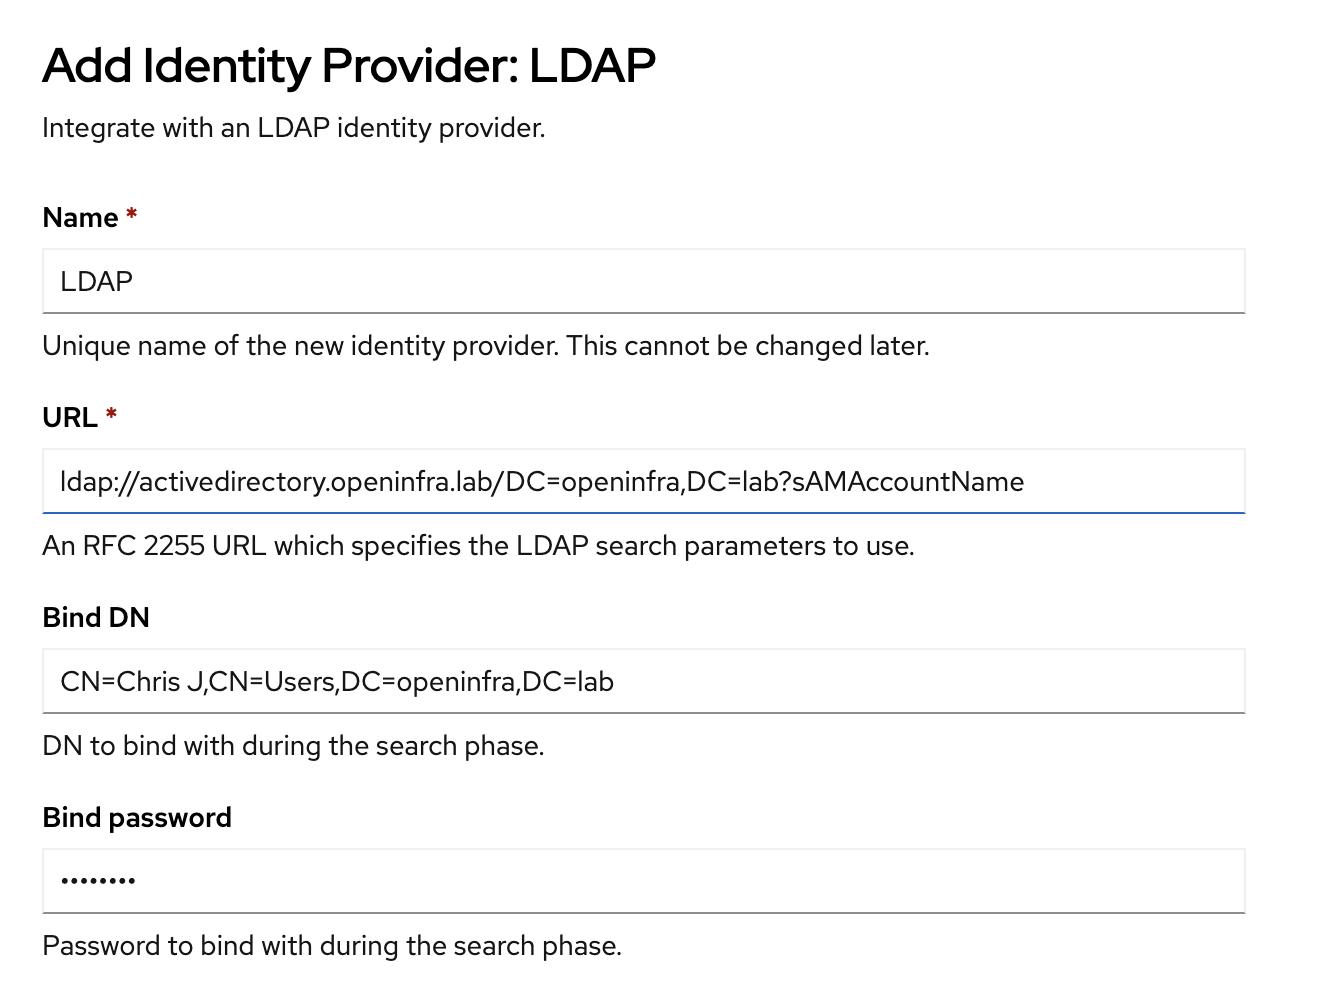 Add Identity Provider: LDAP
Integrate with an LDAP identity provider.
Name *
LDAP
Unique name of the new identity provider. This cannot be changed later.
URL *
ldap://activedirectory.openinfra.lab/DC=openinfra,DC=lab?sAMAccountName
An RFC 2255 URL which specifies the LDAP search parameters to use.
Bind DN
CN=Chris J,CN=Users,DC=openinfra,DC=lab
DN to bind with during the search phase.
Bind password
••••••••
Password to bind with during the search phase.